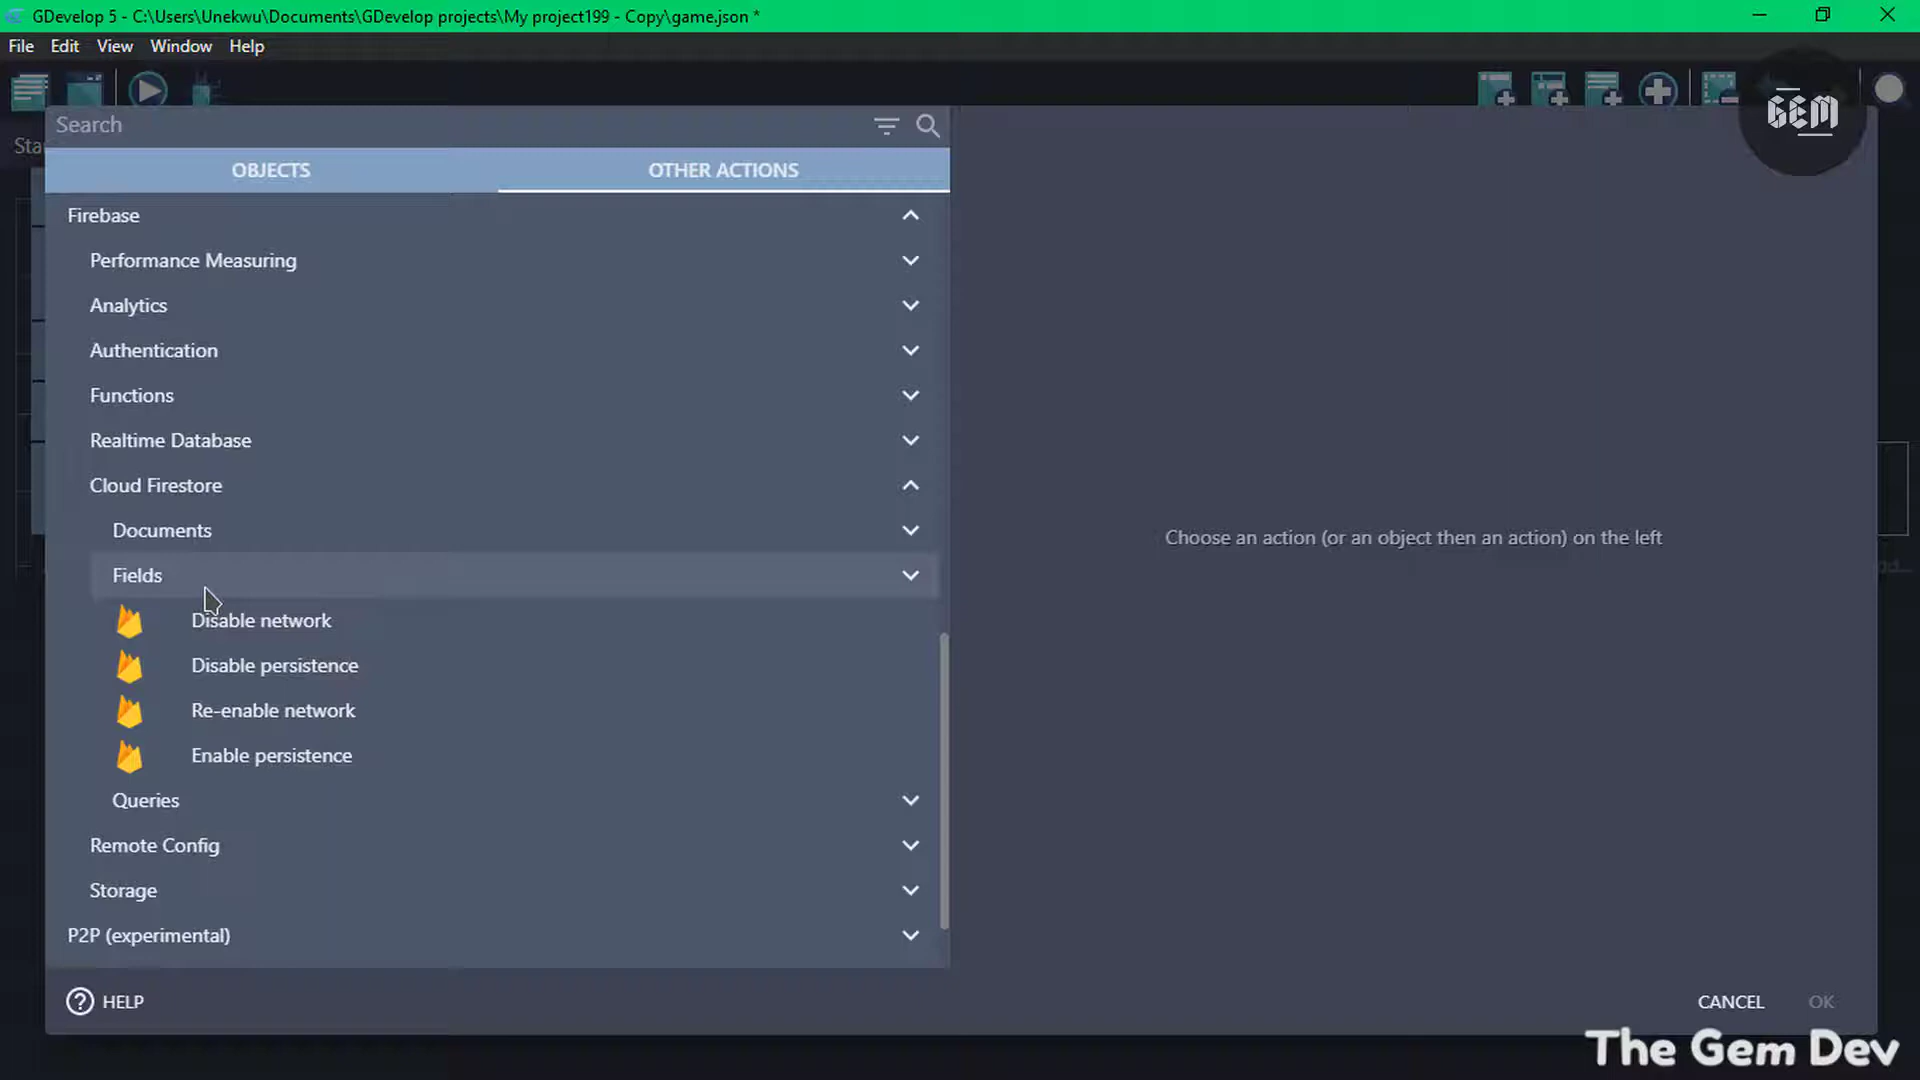 GDevelop 5 - C:\Users\Unekwu\Documents\GDevelop projects\My project199 - Copy\game.json *
File Edit View Window Help
GEM
Search
Sta
OBJECTS OTHER ACTIONS
Firebase
Performance Measuring
Analytics
Authentication
Functions
Realtime Database
Cloud Firestore
Documents
Choose an action (or an object then an action) on the left
Fields
Disable network
Disable persistence
Re-enable network
Enable persistence
Queries
Remote Config
Storage
P2P (experimental)
? HELP
CANCEL OK
The Gem Dev